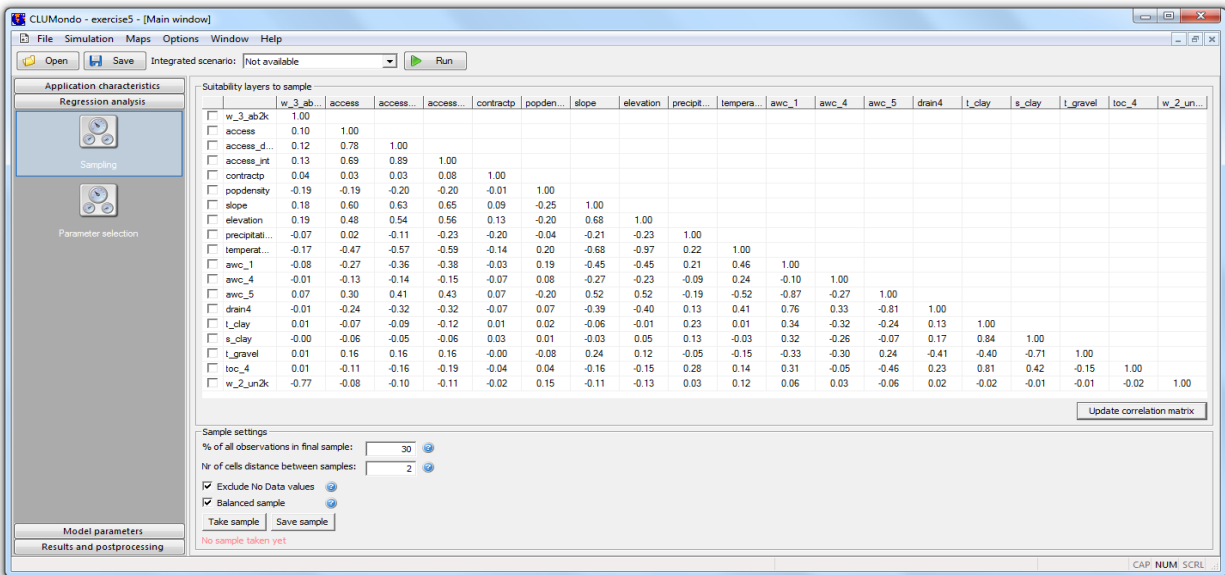 CLUMondo - exercise5 - [Main window]
File Simulation Maps Options Window Help
Open Save Integrated scenario: Not available Run
Application characteristics
Regression analysis
Sampling
Parameter selection
Model parameters
Results and postprocessing
Suitability layers to sample
w_3_ab... access access... access... contractp popden... slope elevation precipit... tempera... awc_1 awc_4 awc_5 drain4 t_clay s_clay t_gravel toc_4 w_2_un...
w_3_ab2k 1.00
access 0.10 1.00
access_d... 0.12 0.78 1.00
access_int 0.13 0.69 0.89 1.00
contractp 0.04 0.03 0.03 0.08 1.00
popdensity -0.19 -0.19 -0.20 -0.20 -0.01 1.00
slope 0.18 0.60 0.63 0.65 0.09 -0.25 1.00
elevation 0.19 0.48 0.54 0.56 0.13 -0.20 0.68 1.00
precipitati... -0.07 0.02 -0.11 -0.23 -0.20 -0.04 -0.21 -0.23 1.00
temperat... -0.17 -0.47 -0.57 -0.59 -0.14 0.20 -0.68 -0.97 0.22 1.00
awc_1 -0.08 -0.27 -0.36 -0.38 -0.03 0.19 -0.45 -0.45 0.21 0.46 1.00
awc_4 -0.01 -0.13 -0.14 -0.15 -0.07 0.08 -0.27 -0.23 -0.09 0.24 -0.10 1.00
awc_5 0.07 0.30 0.41 0.43 0.07 -0.20 0.52 0.52 -0.19 -0.52 -0.87 -0.27 1.00
drain4 -0.01 -0.24 -0.32 -0.32 -0.07 0.07 -0.39 -0.40 0.13 0.41 0.76 0.33 -0.81 1.00
t_clay 0.01 -0.07 -0.09 -0.12 0.01 0.02 -0.06 -0.01 0.23 0.01 0.34 -0.32 -0.24 0.13 1.00
s_clay -0.00 -0.06 -0.05 -0.06 0.03 0.01 -0.03 0.05 0.13 -0.03 0.32 -0.26 -0.07 0.17 0.84 1.00
t_gravel 0.01 0.16 0.16 0.16 -0.00 -0.08 0.24 0.12 -0.05 -0.15 -0.33 -0.30 0.24 -0.41 -0.40 -0.71 1.00
toc_4 0.01 -0.11 -0.16 -0.19 -0.04 0.04 -0.16 -0.15 0.28 0.14 0.31 -0.05 -0.46 0.23 0.81 0.42 -0.15 1.00
w_2_un2k -0.77 -0.08 -0.10 -0.11 -0.02 0.15 -0.11 -0.13 0.03 0.12 0.06 0.03 -0.06 0.02 -0.02 -0.01 -0.01 -0.02 1.00
Update correlation matrix
Sample settings
% of all observations in final sample: 30
Nr of cells distance between samples: 2
Exclude No Data values
Balanced sample
Take sample Save sample
No sample taken yet
CAP NUM SCRL